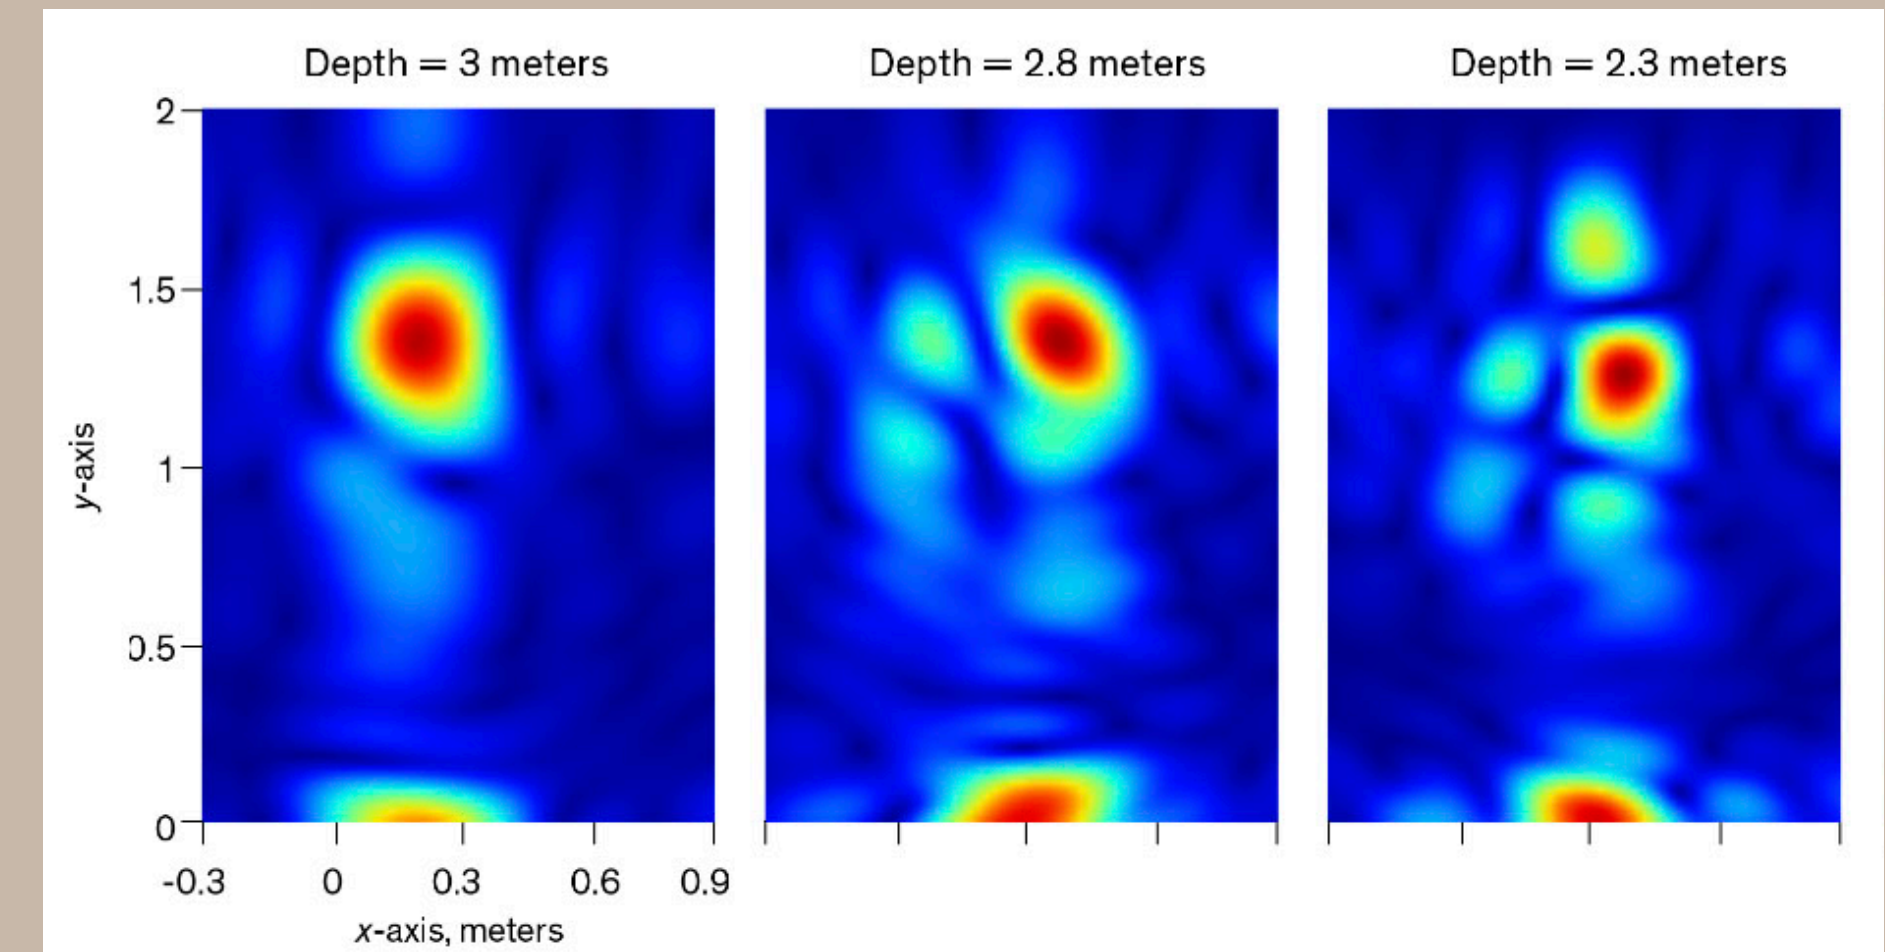 Depth = 3 meters
Depth = 2.8 meters
Depth = 2.3 meters
2
1.5
1
0.5
0
y-axis
-0.3 0 0.3 0.6 0.9
x-axis, meters